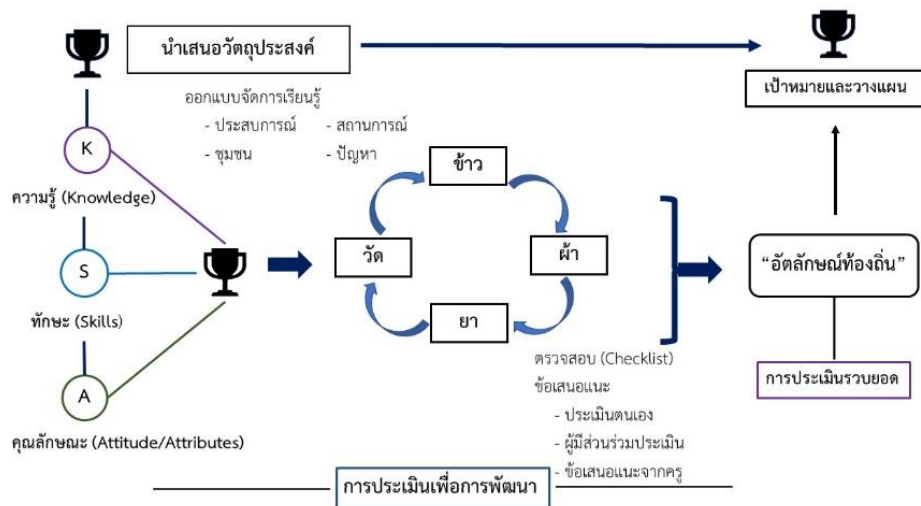 นำเสนอวัตถุประสงค์
เป้าหมายและวางแผน
ออกแบบจัดการเรียนรู้
- ประสบการณ์ - สถานการณ์
- ชุมชน - ปัญหา
K
ความรู้ (Knowledge)
S
ทักษะ (Skills)
A
คุณลักษณะ (Attitude/Attributes)
ข้าว
วัด
ผ้า
ยา
"อัตลักษณ์ท้องถิ่น"
ตรวจสอบ (Checklist)
ข้อเสนอแนะ
- ประเมินตนเอง
- ผู้มีส่วนร่วมประเมิน
- ข้อเสนอแนะจากครู
การประเมินรวบยอด
การประเมินเพื่อการพัฒนา